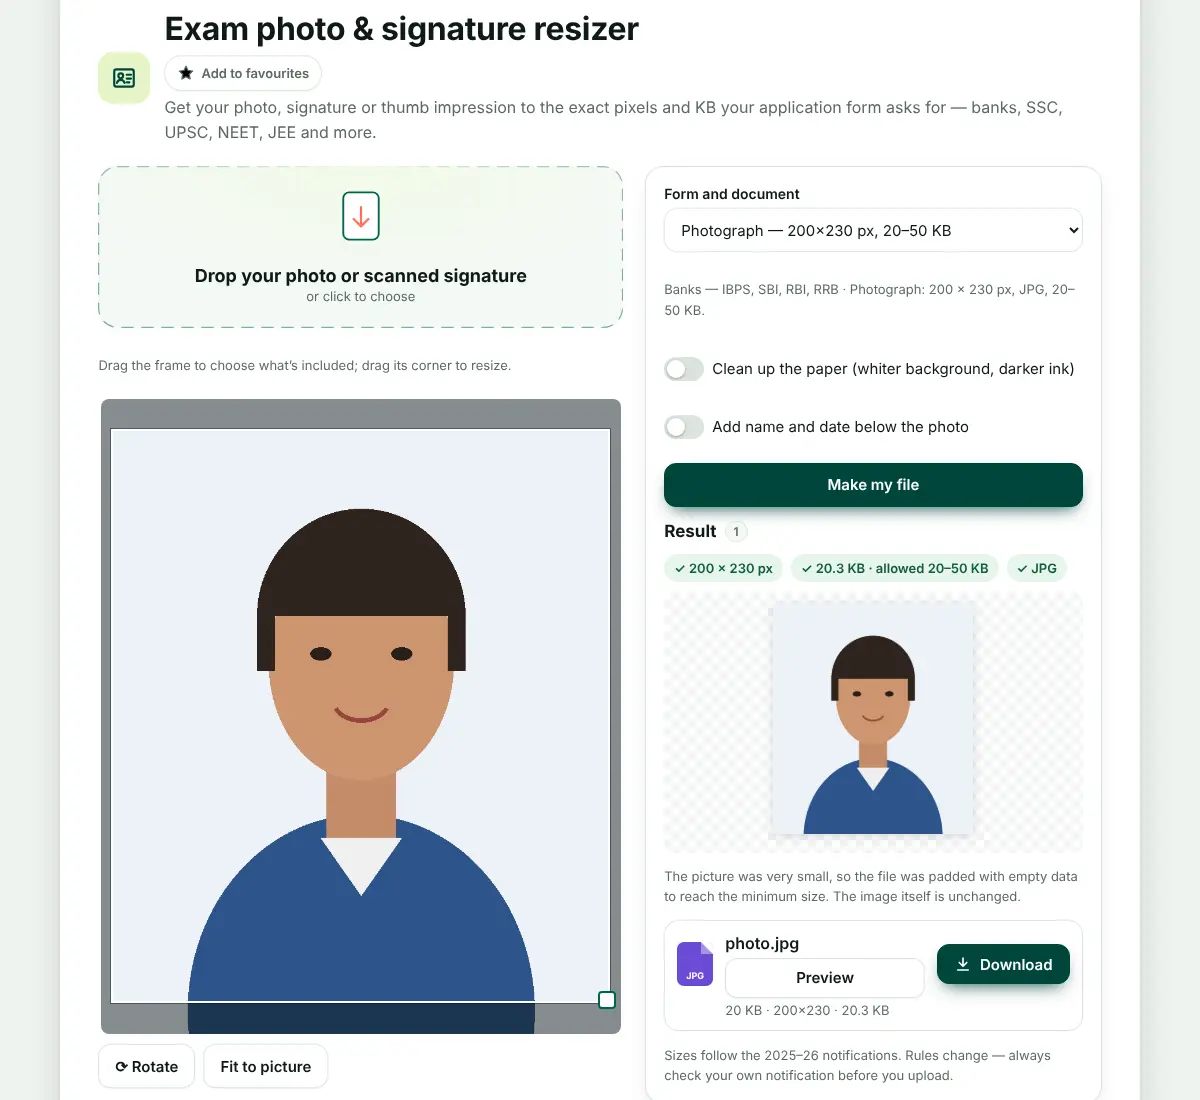 Exam photo & signature resizer
★ Add to favourites
Get your photo, signature or thumb impression to the exact pixels and KB your application form asks for — banks, SSC,
UPSC, NEET, JEE and more.
Drop your photo or scanned signature
or click to choose
Drag the frame to choose what’s included; drag its corner to resize.
⟳ Rotate
Fit to picture
Form and document
Photograph — 200×230 px, 20–50 KB
Banks — IBPS, SBI, RBI, RRB · Photograph: 200 × 230 px, JPG, 20–
50 KB.
Clean up the paper (whiter background, darker ink)
Add name and date below the photo
Make my file
Result 1
✓ 200 × 230 px ✓ 20.3 KB · allowed 20–50 KB ✓ JPG
The picture was very small, so the file was padded with empty data
to reach the minimum size. The image itself is unchanged.
JPG
photo.jpg
Preview
Download
20 KB · 200×230 · 20.3 KB
Sizes follow the 2025–26 notifications. Rules change — always
check your own notification before you upload.